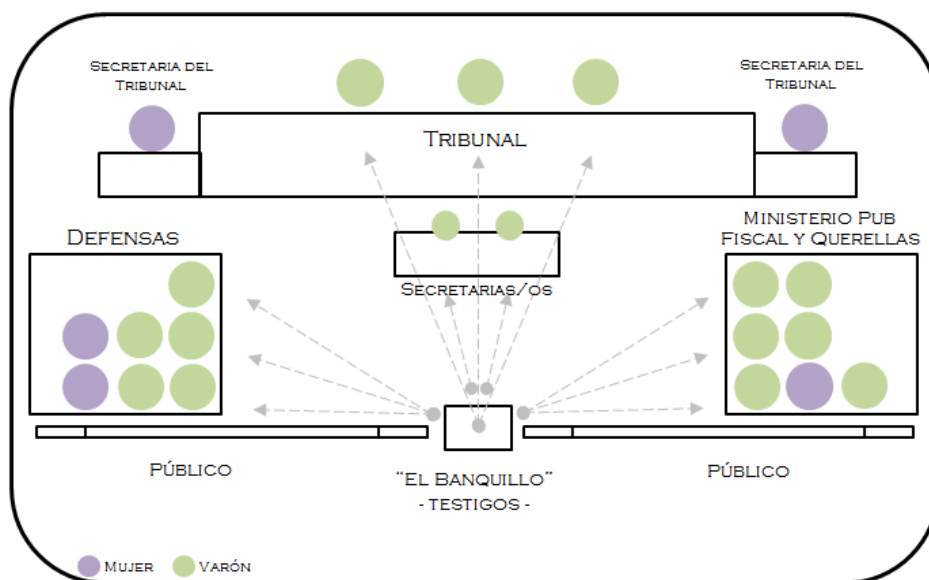 Secretaria del
Tribunal
Secretaria del
Tribunal
Tribunal
Defensas
Ministerio Pub
Fiscal y Querellas
Secretarias/os
Público
"El Banquillo"
- testigos -
Público
Mujer
Varón